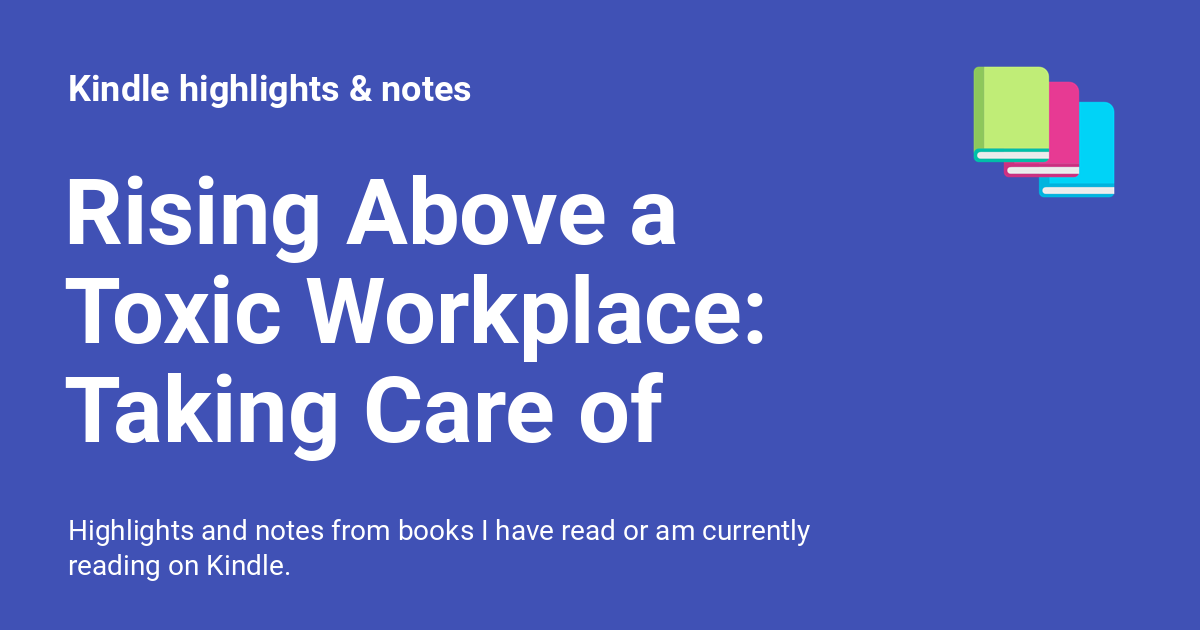 Kindle highlights & notes
Rising Above a
Toxic Workplace:
Taking Care of
Highlights and notes from books I have read or am currently
reading on Kindle.